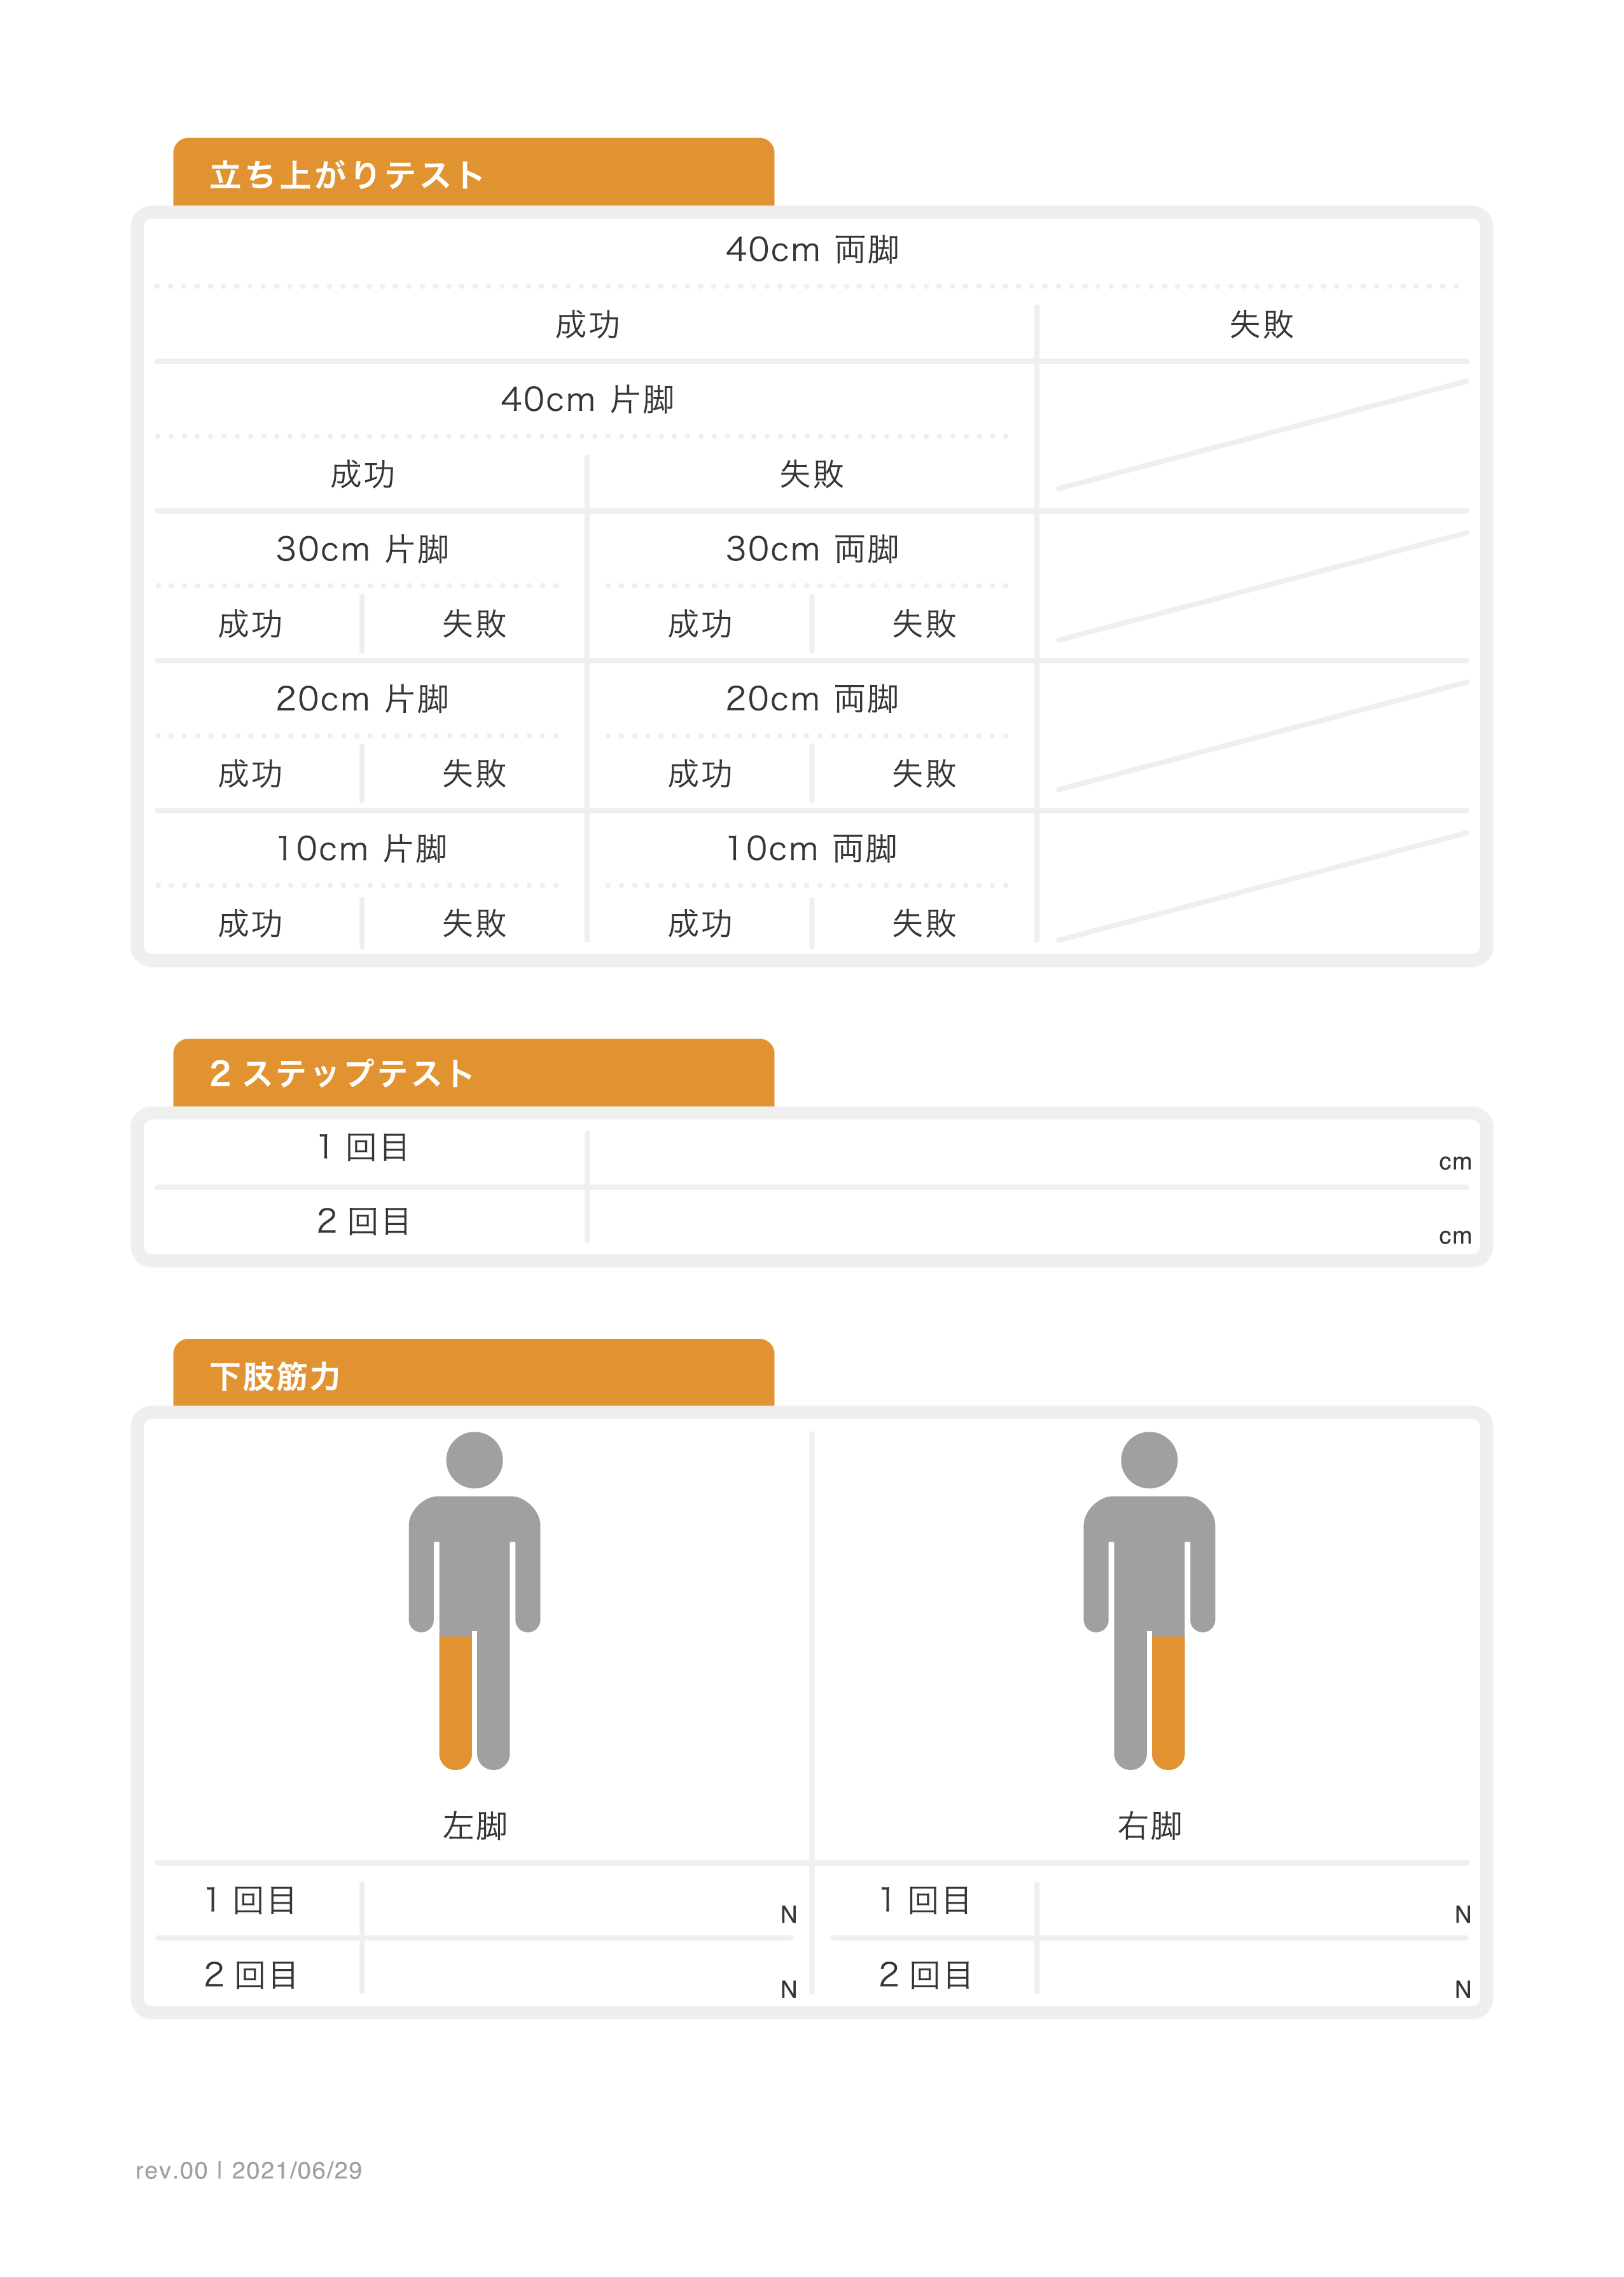 立ち上がりテスト
40cm 両脚
成功 失敗
40cm 片脚
成功 失敗
30cm 片脚 30cm 両脚
成功 失敗 成功 失敗
20cm 片脚 20cm 両脚
成功 失敗 成功 失敗
10cm 片脚 10cm 両脚
成功 失敗 成功 失敗
2 ステップテスト
1 回目 cm
2 回目 cm
下肢筋力
左脚 右脚
1 回目 N 1 回目 N
2 回目 N 2 回目 N
rev.00 | 2021/06/29